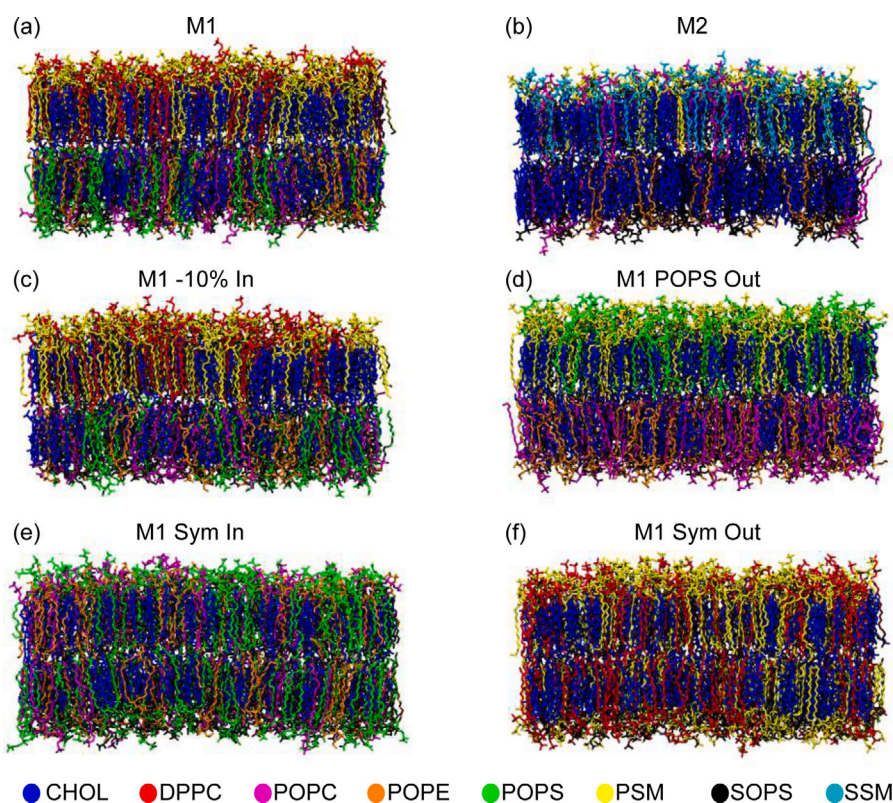 (a) M1
(b) M2
(c) M1 -10% In
(d) M1 POPS Out
(e) M1 Sym In
(f) M1 Sym Out
CHOL DPPC POPC POPE POPS PSM SOPS SSM